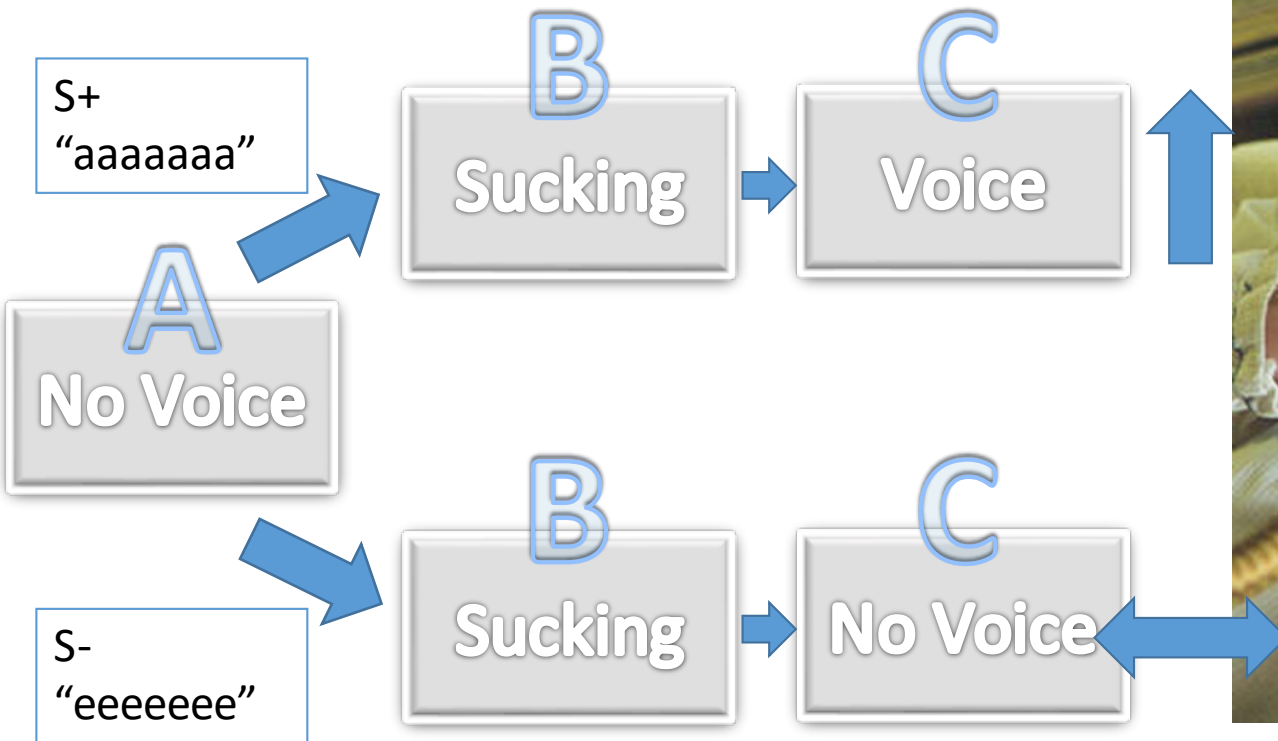 S+
“aaaaaaa”
B
Sucking
C
Voice
A
No Voice
B
Sucking
C
No Voice
S-
“eeeeeee”